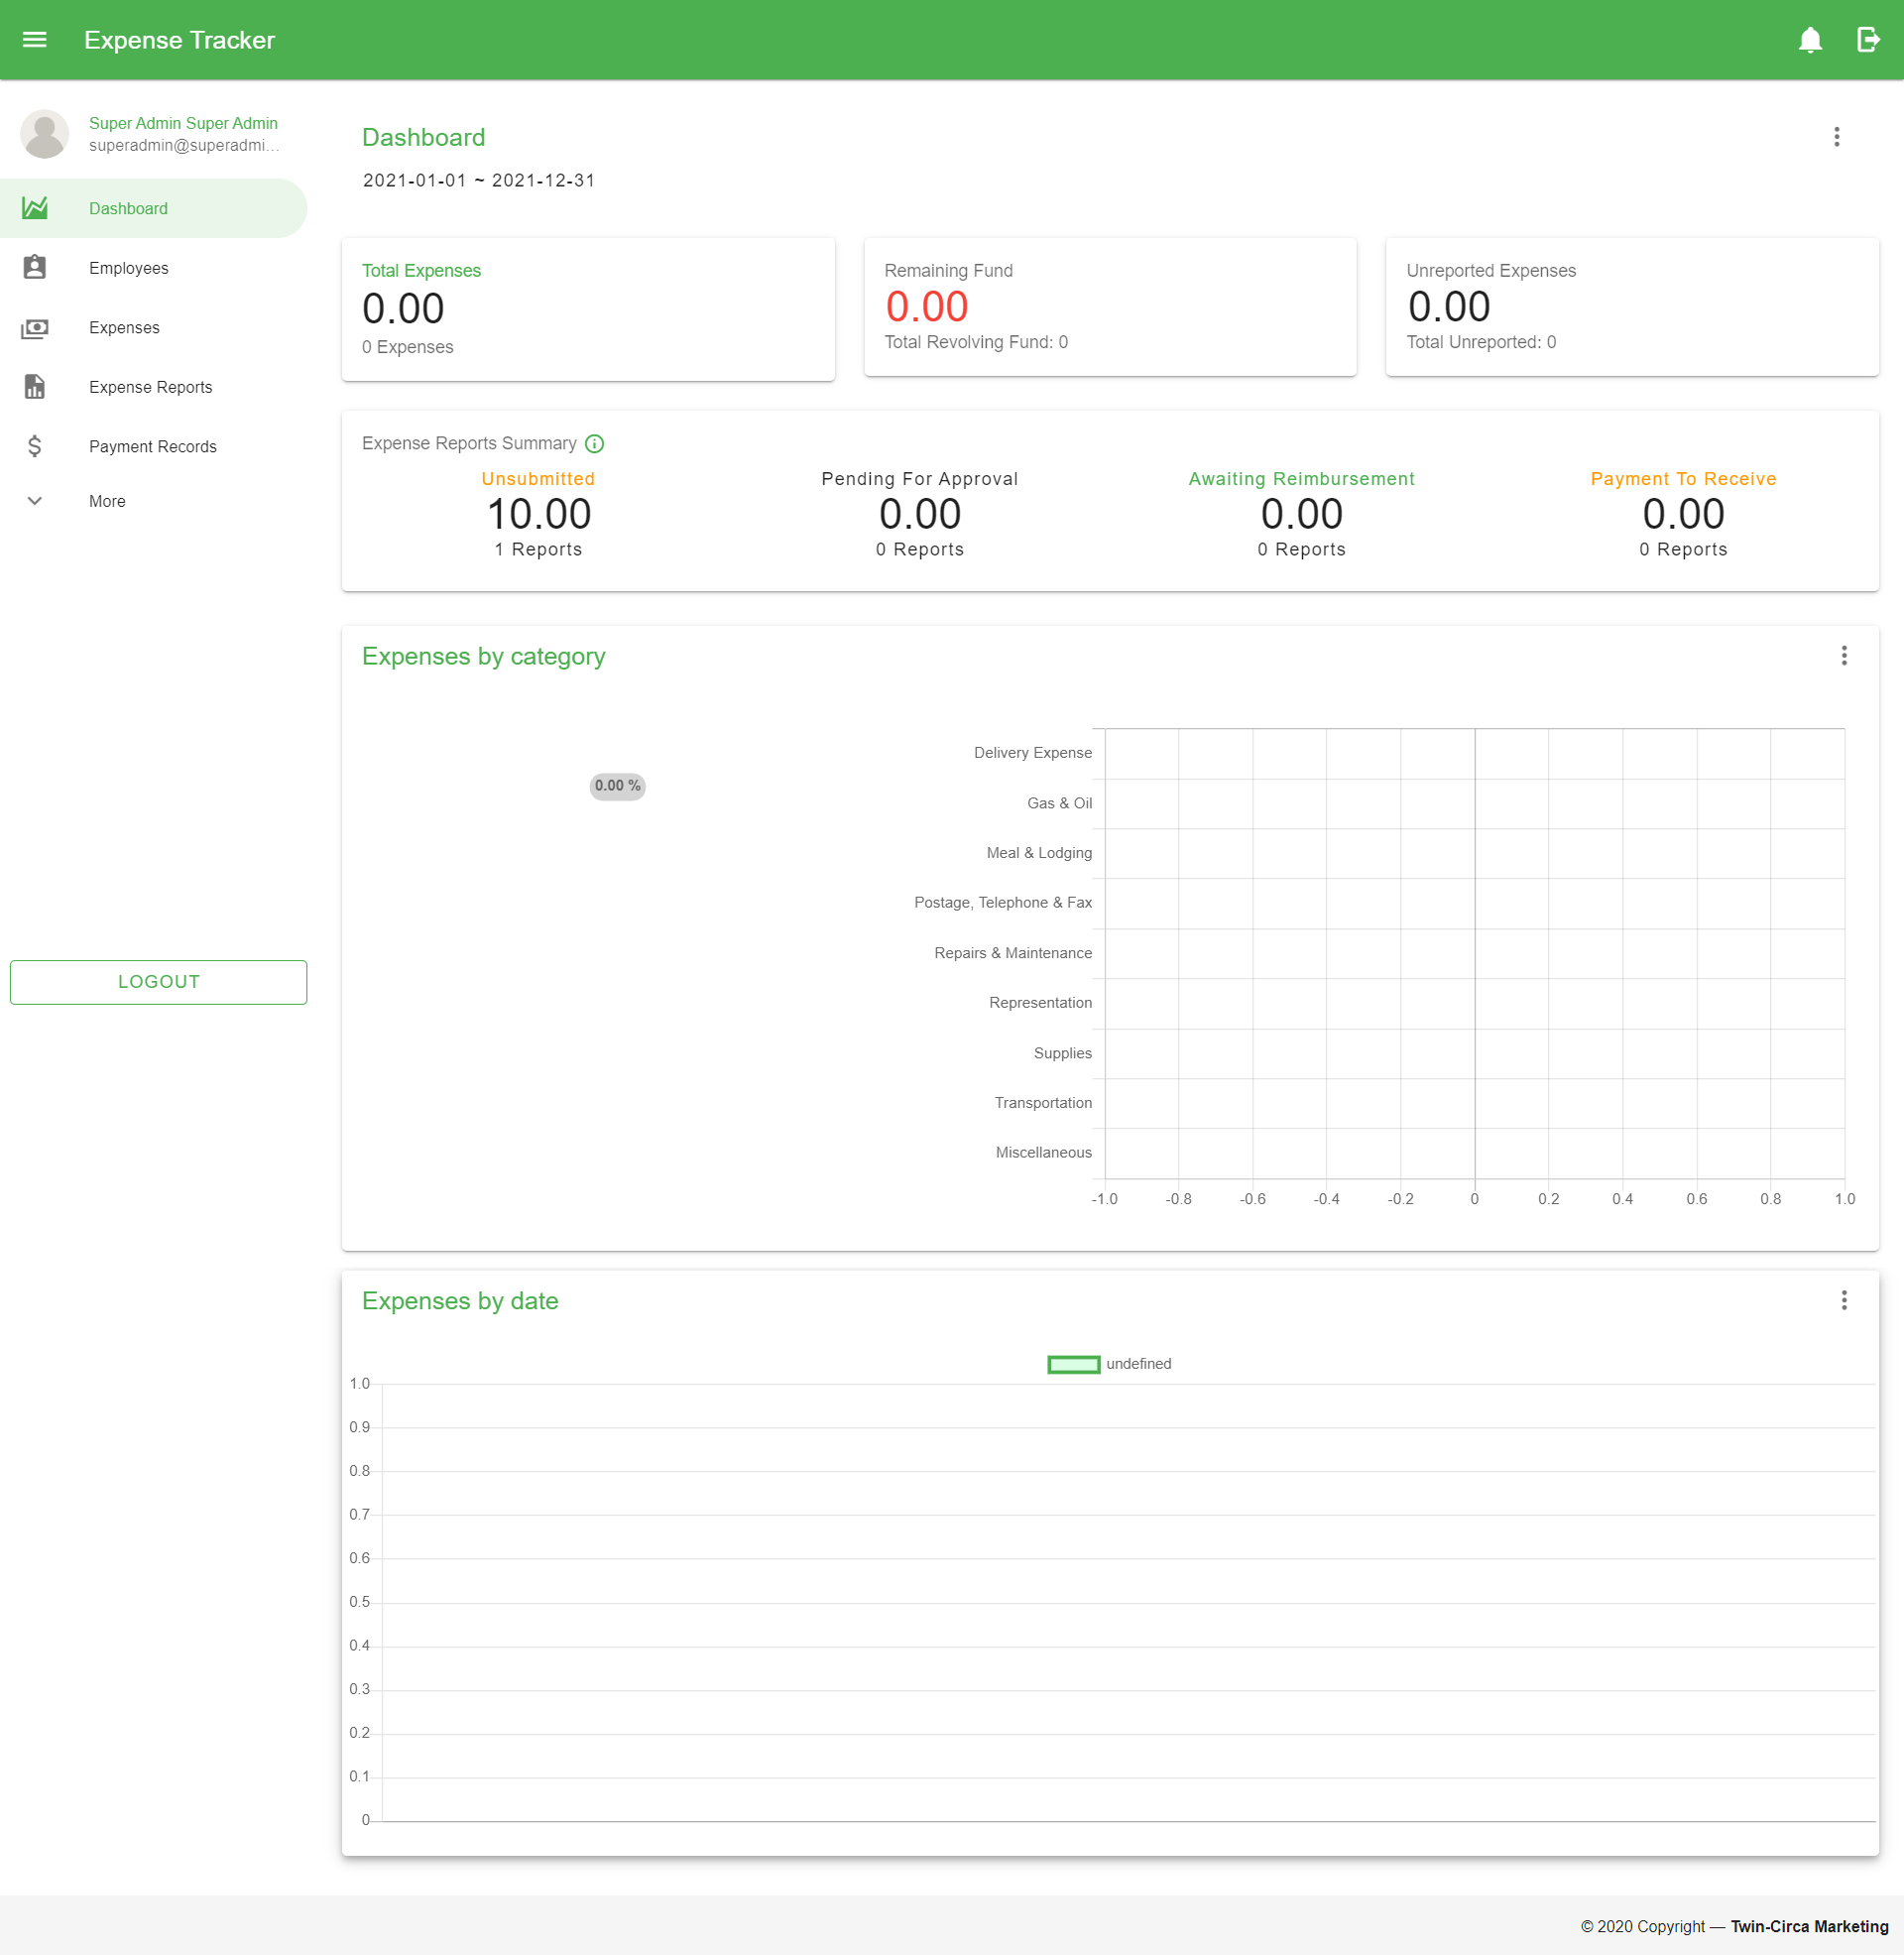 Expense Tracker
Super Admin Super Admin
superadmin@superadmi...
Dashboard
Employees
Expenses
Expense Reports
Payment Records
More
LOGOUT
Dashboard
2021-01-01 ~ 2021-12-31
Total Expenses
0.00
0 Expenses
Remaining Fund
0.00
Total Revolving Fund: 0
Unreported Expenses
0.00
Total Unreported: 0
Expense Reports Summary
Unsubmitted
10.00
1 Reports
Pending For Approval
0.00
0 Reports
Awaiting Reimbursement
0.00
0 Reports
Payment To Receive
0.00
0 Reports
Expenses by category
0.00 %
Delivery Expense
Gas & Oil
Meal & Lodging
Postage, Telephone & Fax
Repairs & Maintenance
Representation
Supplies
Transportation
Miscellaneous
-1.0 -0.8 -0.6 -0.4 -0.2 0 0.2 0.4 0.6 0.8 1.0
Expenses by date
undefined
1.0
0.9
0.8
0.7
0.6
0.5
0.4
0.3
0.2
0.1
0
© 2020 Copyright — Twin-Circa Marketing